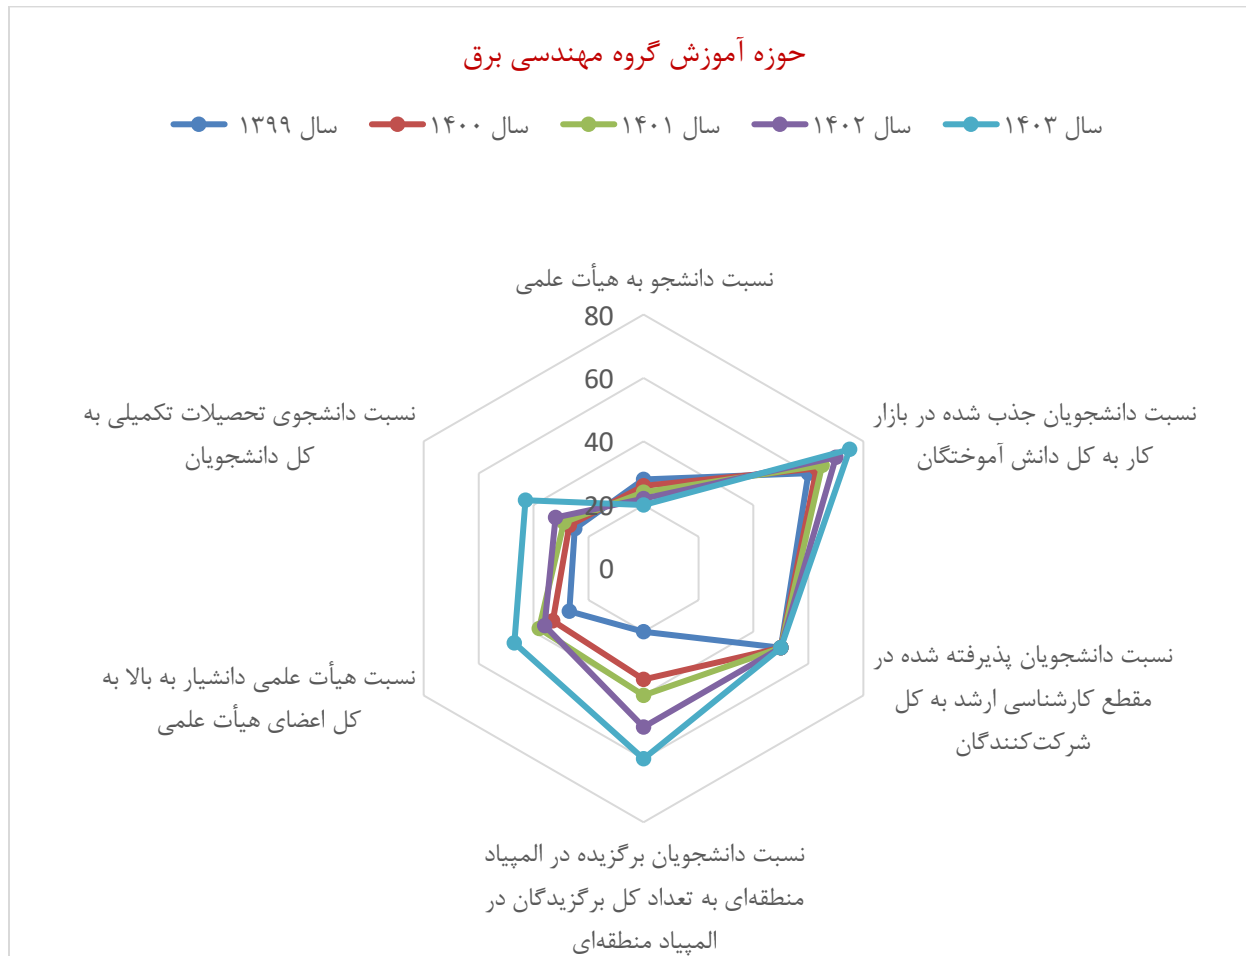 حوزه آموزش گروه مهندسی برق
سال ۱۳۹۹
سال ۱۴۰۰
سال ۱۴۰۱
سال ۱۴۰۲
سال ۱۴۰۳
نسبت دانشجو به هیأت علمی
80
60
40
20
0
نسبت دانشجویان جذب شده در بازار
کار به کل دانش آموختگان
نسبت دانشجویان پذیرفته شده در
مقطع کارشناسی ارشد به کل
شرکت‌کنندگان
نسبت دانشجویان برگزیده در المپیاد
منطقه‌ای به تعداد کل برگزیدگان در
المپیاد منطقه‌ای
نسبت هیأت علمی دانشیار به بالا به
کل اعضای هیأت علمی
نسبت دانشجوی تحصیلات تکمیلی به
کل دانشجویان